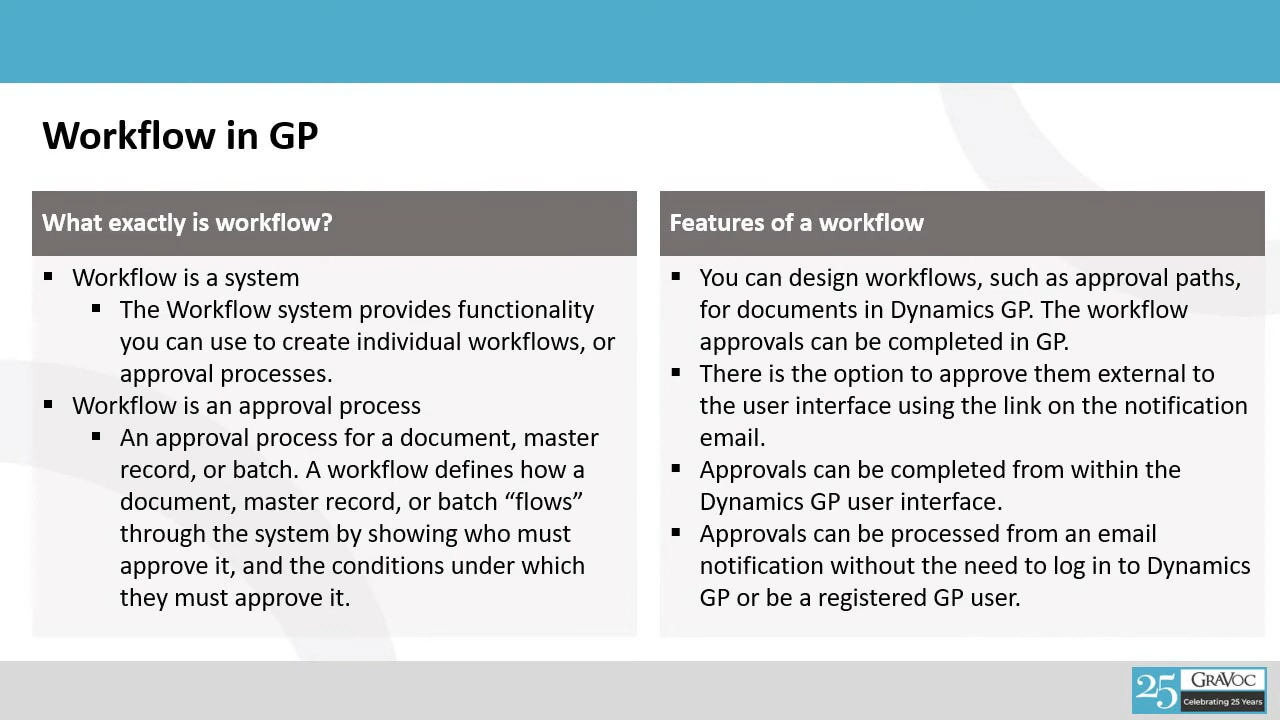 Workflow in GP
What exactly is workflow?
▪ Workflow is a system
▪ The Workflow system provides functionality
you can use to create individual workflows, or
approval processes.
▪ Workflow is an approval process
▪ An approval process for a document, master
record, or batch. A workflow defines how a
document, master record, or batch “flows”
through the system by showing who must
approve it, and the conditions under which
they must approve it.
Features of a workflow
▪ You can design workflows, such as approval paths,
for documents in Dynamics GP. The workflow
approvals can be completed in GP.
▪ There is the option to approve them external to
the user interface using the link on the notification
email.
▪ Approvals can be completed from within the
Dynamics GP user interface.
▪ Approvals can be processed from an email
notification without the need to log in to Dynamics
GP or be a registered GP user.
25 GRAVOC
Celebrating 25 Years